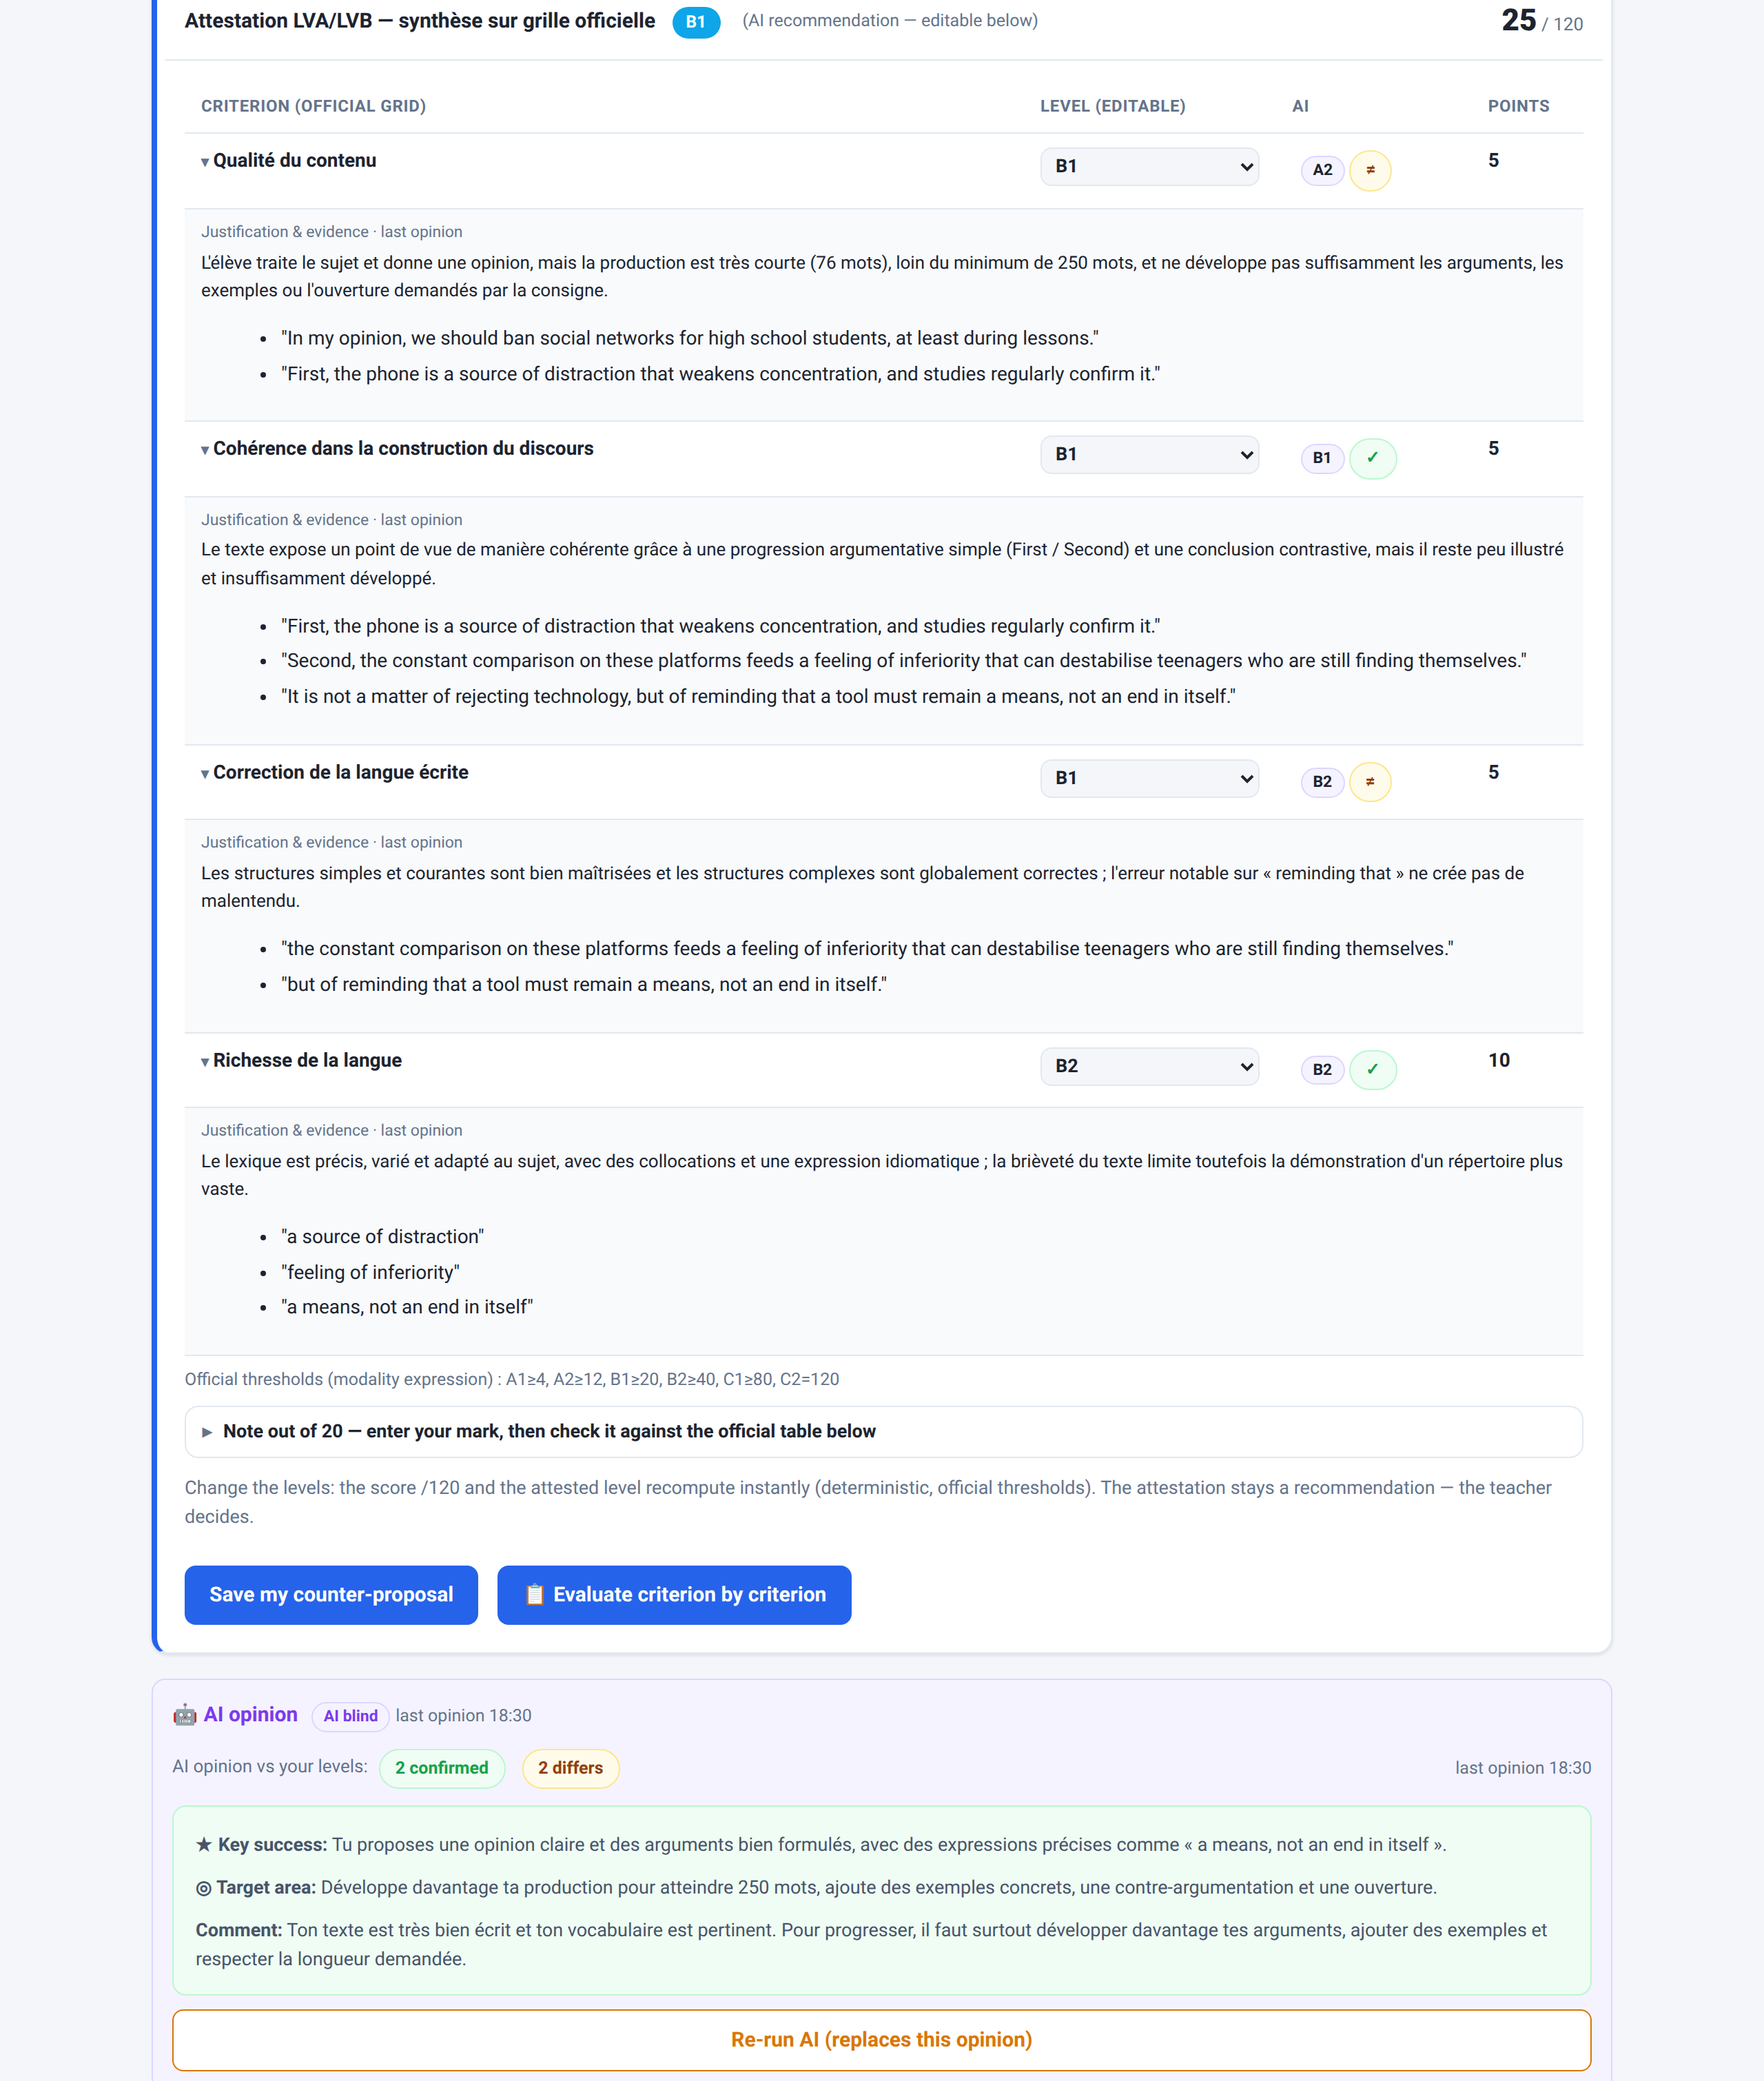 Attestation LVA/LVB — synthèse sur grille officielle B1 (AI recommendation — editable below) 25 / 120
CRITERION (OFFICIAL GRID) LEVEL (EDITABLE) AI POINTS
▾ Qualité du contenu B1 A2 ≠ 5
Justification & evidence · last opinion
L'élève traite le sujet et donne une opinion, mais la production est très courte (76 mots), loin du minimum de 250 mots, et ne développe pas suffisamment les arguments, les
exemples ou l'ouverture demandés par la consigne.
• "In my opinion, we should ban social networks for high school students, at least during lessons."
• "First, the phone is a source of distraction that weakens concentration, and studies regularly confirm it."
▾ Cohérence dans la construction du discours B1 B1 ✓ 5
Justification & evidence · last opinion
Le texte expose un point de vue de manière cohérente grâce à une progression argumentative simple (First / Second) et une conclusion contrastive, mais il reste peu illustré
et insuffisamment développé.
• "First, the phone is a source of distraction that weakens concentration, and studies regularly confirm it."
• "Second, the constant comparison on these platforms feeds a feeling of inferiority that can destabilise teenagers who are still finding themselves."
• "It is not a matter of rejecting technology, but of reminding that a tool must remain a means, not an end in itself."
▾ Correction de la langue écrite B1 B2 ≠ 5
Justification & evidence · last opinion
Les structures simples et courantes sont bien maîtrisées et les structures complexes sont globalement correctes ; l'erreur notable sur « reminding that » ne crée pas de
malentendu.
• "the constant comparison on these platforms feeds a feeling of inferiority that can destabilise teenagers who are still finding themselves."
• "but of reminding that a tool must remain a means, not an end in itself."
▾ Richesse de la langue B2 B2 ✓ 10
Justification & evidence · last opinion
Le lexique est précis, varié et adapté au sujet, avec des collocations et une expression idiomatique ; la brièveté du texte limite toutefois la démonstration d'un répertoire plus
vaste.
• "a source of distraction"
• "feeling of inferiority"
• "a means, not an end in itself"
Official thresholds (modality expression) : A1≥4, A2≥12, B1≥20, B2≥40, C1≥80, C2=120
▸ Note out of 20 — enter your mark, then check it against the official table below
Change the levels: the score /120 and the attested level recompute instantly (deterministic, official thresholds). The attestation stays a recommendation — the teacher
decides.
Save my counter-proposal 📋 Evaluate criterion by criterion
🤖 AI opinion AI blind last opinion 18:30
AI opinion vs your levels: 2 confirmed 2 differs last opinion 18:30
★ Key success: Tu proposes une opinion claire et des arguments bien formulés, avec des expressions précises comme « a means, not an end in itself ».
◎ Target area: Développe davantage ta production pour atteindre 250 mots, ajoute des exemples concrets, une contre-argumentation et une ouverture.
Comment: Ton texte est très bien écrit et ton vocabulaire est pertinent. Pour progresser, il faut surtout développer davantage tes arguments, ajouter des exemples et
respecter la longueur demandée.
Re-run AI (replaces this opinion)